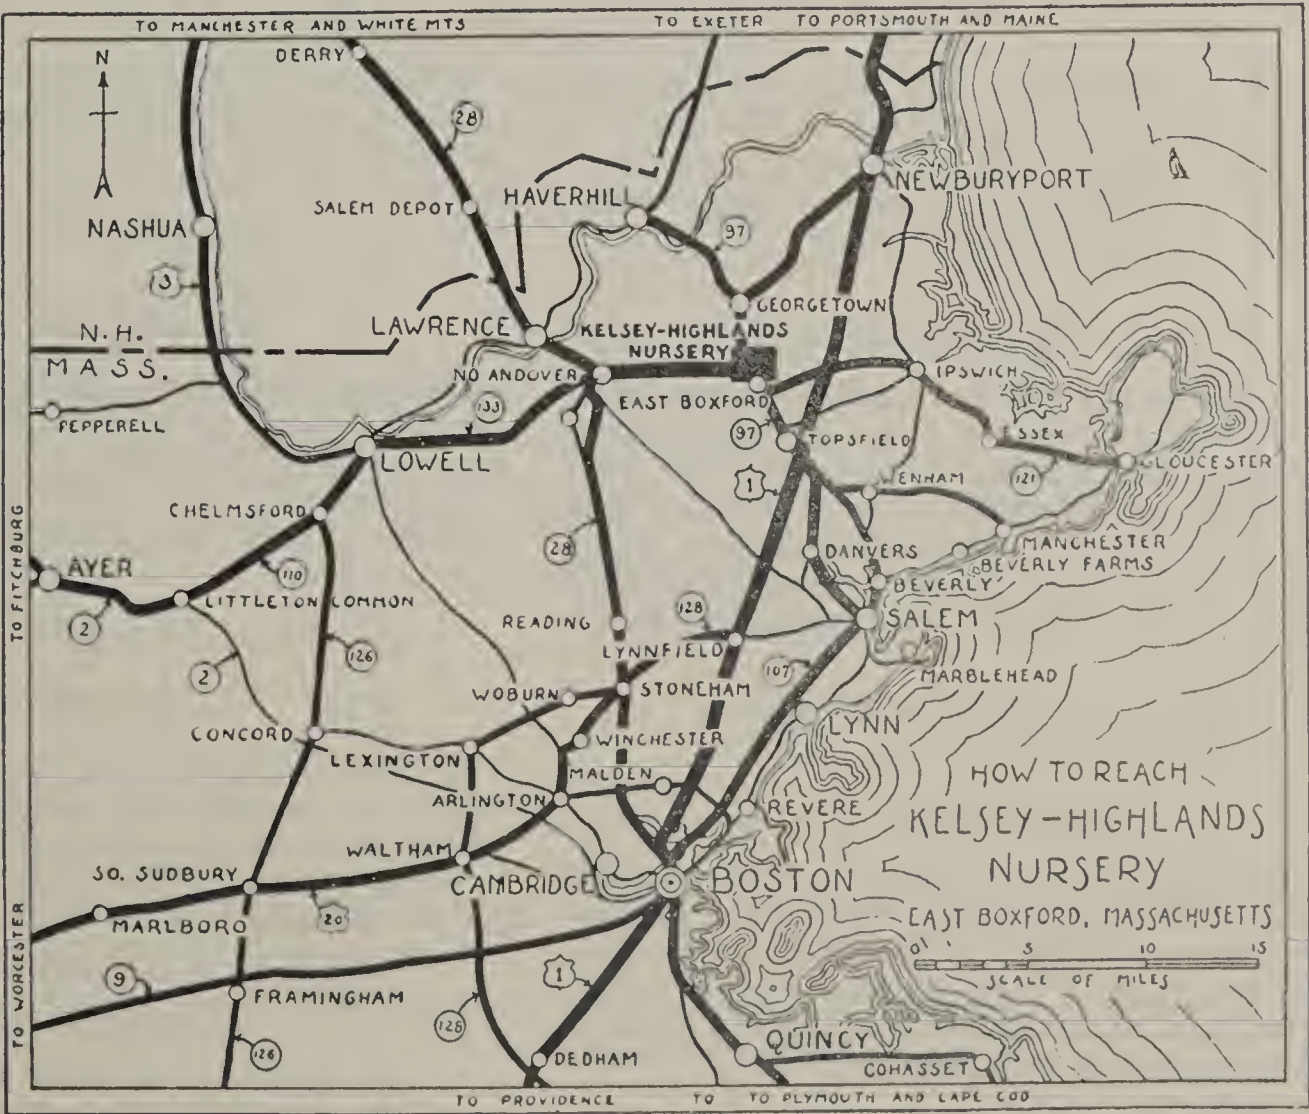 TO MANCHESTER AND WHITE MTS
TO EXETER
TO PORTSMOUTH AND MAINE
N
DERRY
28
SALEM DEPOT
HAVERHILL
NEWBURYPORT
NASHUA
97
3
GEORGETOWN
LAWRENCE
KELSEY-HIGHLANDS
NURSERY
N.H.
MASS.
NO ANDOVER
IPSWICH
EAST BOXFORD
133
PEPPERELL
97
TOPSFIELD
ESSEX
LOWELL
GLOUCESTER
1
WENHAM
121
CHELMSFORD
28
DANVERS
MANCHESTER
BEVERLY FARMS
AYER
110
BEVERLY
LITTLETON COMMON
TO FITCHBURG
2
READING
128
SALEM
LYNNFIELD
126
2
107
MARBLEHEAD
WOBURN
STONEHAM
LYNN
CONCORD
WINCHESTER
LEXINGTON
MALDEN
ARLINGTON
REVERE
HOW TO REACH
KELSEY-HIGHLANDS
NURSERY
EAST BOXFORD, MASSACHUSETTS
0 5 10 15
SCALE OF MILES
WALTHAM
CAMBRIDGE
BOSTON
SO. SUDBURY
20
MARLBORO
TO WORCESTER
9
1
FRAMINGHAM
128
126
QUINCY
DEDHAM
COHASSET
TO PROVIDENCE
TO
TO PLYMOUTH AND CAPE COD